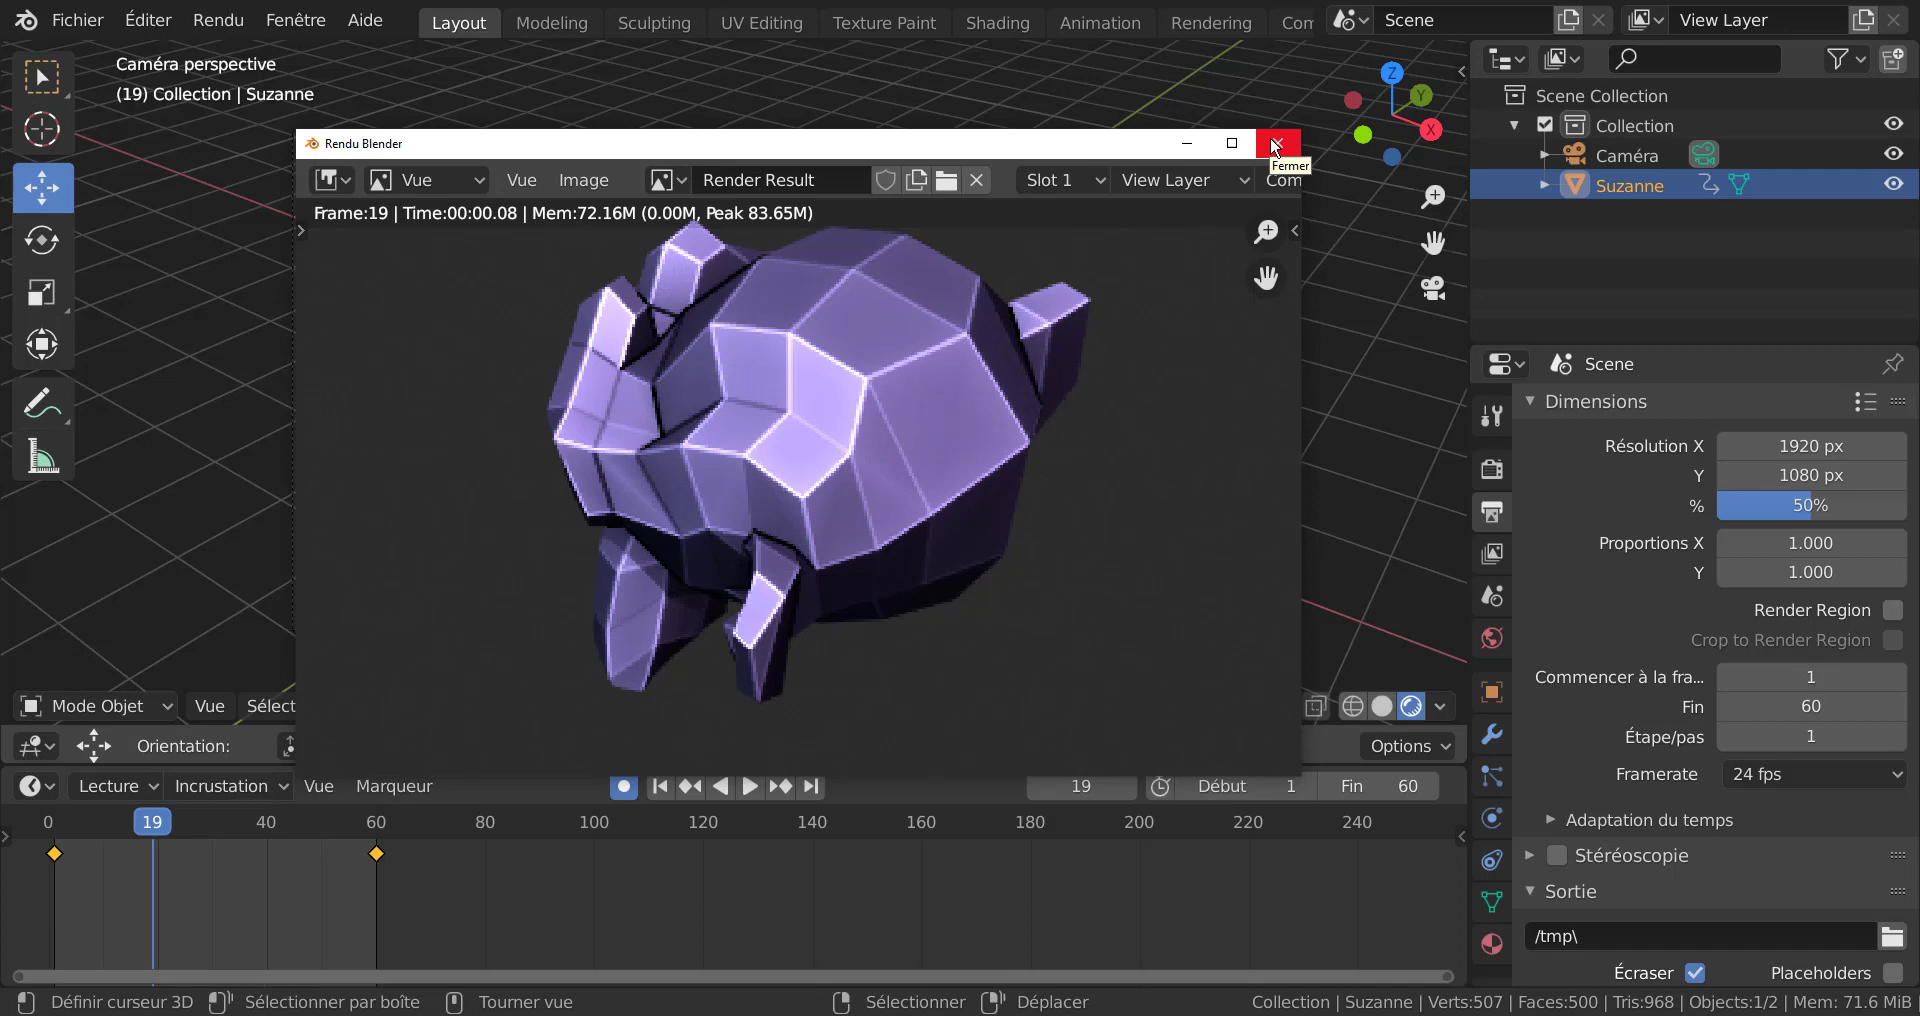 Fichier Éditer Rendu Fenêtre Aide Layout Modeling Sculpting UV Editing Texture Paint Shading Animation Rendering Com Scene View Layer
Caméra perspective
(19) Collection | Suzanne
Z
Y
X
Rendu Blender
Fermer
Vue Vue Image Render Result Slot 1 View Layer Com
Frame:19 | Time:00:00.08 | Mem:72.16M (0.00M, Peak 83.65M)
Scene Collection
Collection
Caméra
Suzanne
Scene
Dimensions
Résolution X 1920 px
Y 1080 px
% 50%
Proportions X 1.000
Y 1.000
Render Region
Crop to Render Region
Commencer à la fra... 1
Fin 60
Étape/pas 1
Framerate 24 fps
Adaptation du temps
Stéréoscopie
Sortie
/tmp\
Écraser Placeholders
Mode Objet Vue Sélect
Orientation: Options
Lecture Incrustation Vue Marqueur 19 Début 1 Fin 60
0 19 40 60 80 100 120 140 160 180 200 220 240
Définir curseur 3D Sélectionner par boîte Tourner vue Sélectionner Déplacer Collection | Suzanne | Verts:507 | Faces:500 | Tris:968 | Objects:1/2 | Mem: 71.6 MiB